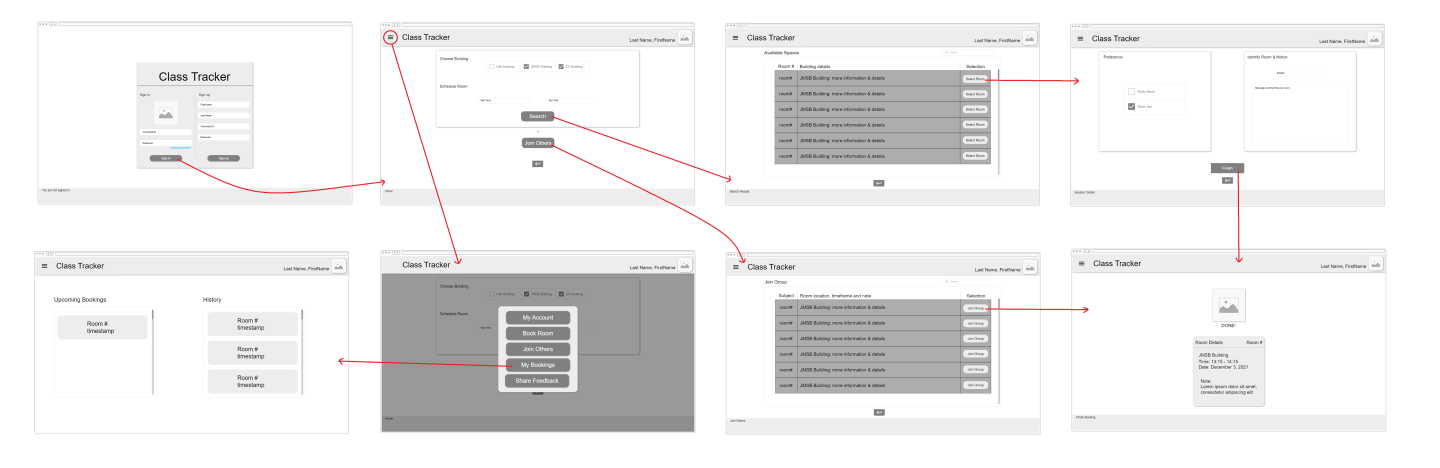 Class Tracker
Sign in
Sign up
First Name
Last Name
ConcordiaID
ConcordiaID
Password
Password
Sign in
Sign up
You are not signed in
Class Tracker
Last Name, FirstName
Choose Building
Hall Building
JMSB Building
EV Building
Schedule Room
Start Time
End Time
Search
or
Join Others
Home
Class Tracker
Last Name, FirstName
Available Spaces
Search
Room # Building details Selection
room# JMSB Building: more information & details Select Room
room# JMSB Building: more information & details Select Room
room# JMSB Building: more information & details Select Room
room# JMSB Building: more information & details Select Room
room# JMSB Building: more information & details Select Room
room# JMSB Building: more information & details Select Room
Search Results
Class Tracker
Last Name, FirstName
Preference
Study Alone
Allow Join
Identify Room & Notice
Subject
Finish
Session Details
Class Tracker
Last Name, FirstName
Upcoming Bookings
Room #
timestamp
History
Room #
timestamp
Room #
timestamp
Room #
timestamp
Class Tracker
Last Name, FirstName
Choose Building
Hall Building
JMSB Building
EV Building
Schedule Room
Start Time
My Account
Book Room
Join Others
My Bookings
Share Feedback
Home
Class Tracker
Last Name, FirstName
Join Group
Search
Subject Room location, timeframe and note Selection
room# JMSB Building: more information & details Join Group
room# JMSB Building: more information & details Join Group
room# JMSB Building: more information & details Join Group
room# JMSB Building: more information & details Join Group
room# JMSB Building: more information & details Join Group
room# JMSB Building: more information & details Join Group
Join Others
Class Tracker
Last Name, FirstName
DONE!
Room Details Room #
JMSB Building
Time: 13:15 - 14:15
Date: December 3, 2021
Note:
Lorem ipsum dolor sit amet,
consectetur adipiscing elit
Finish Booking